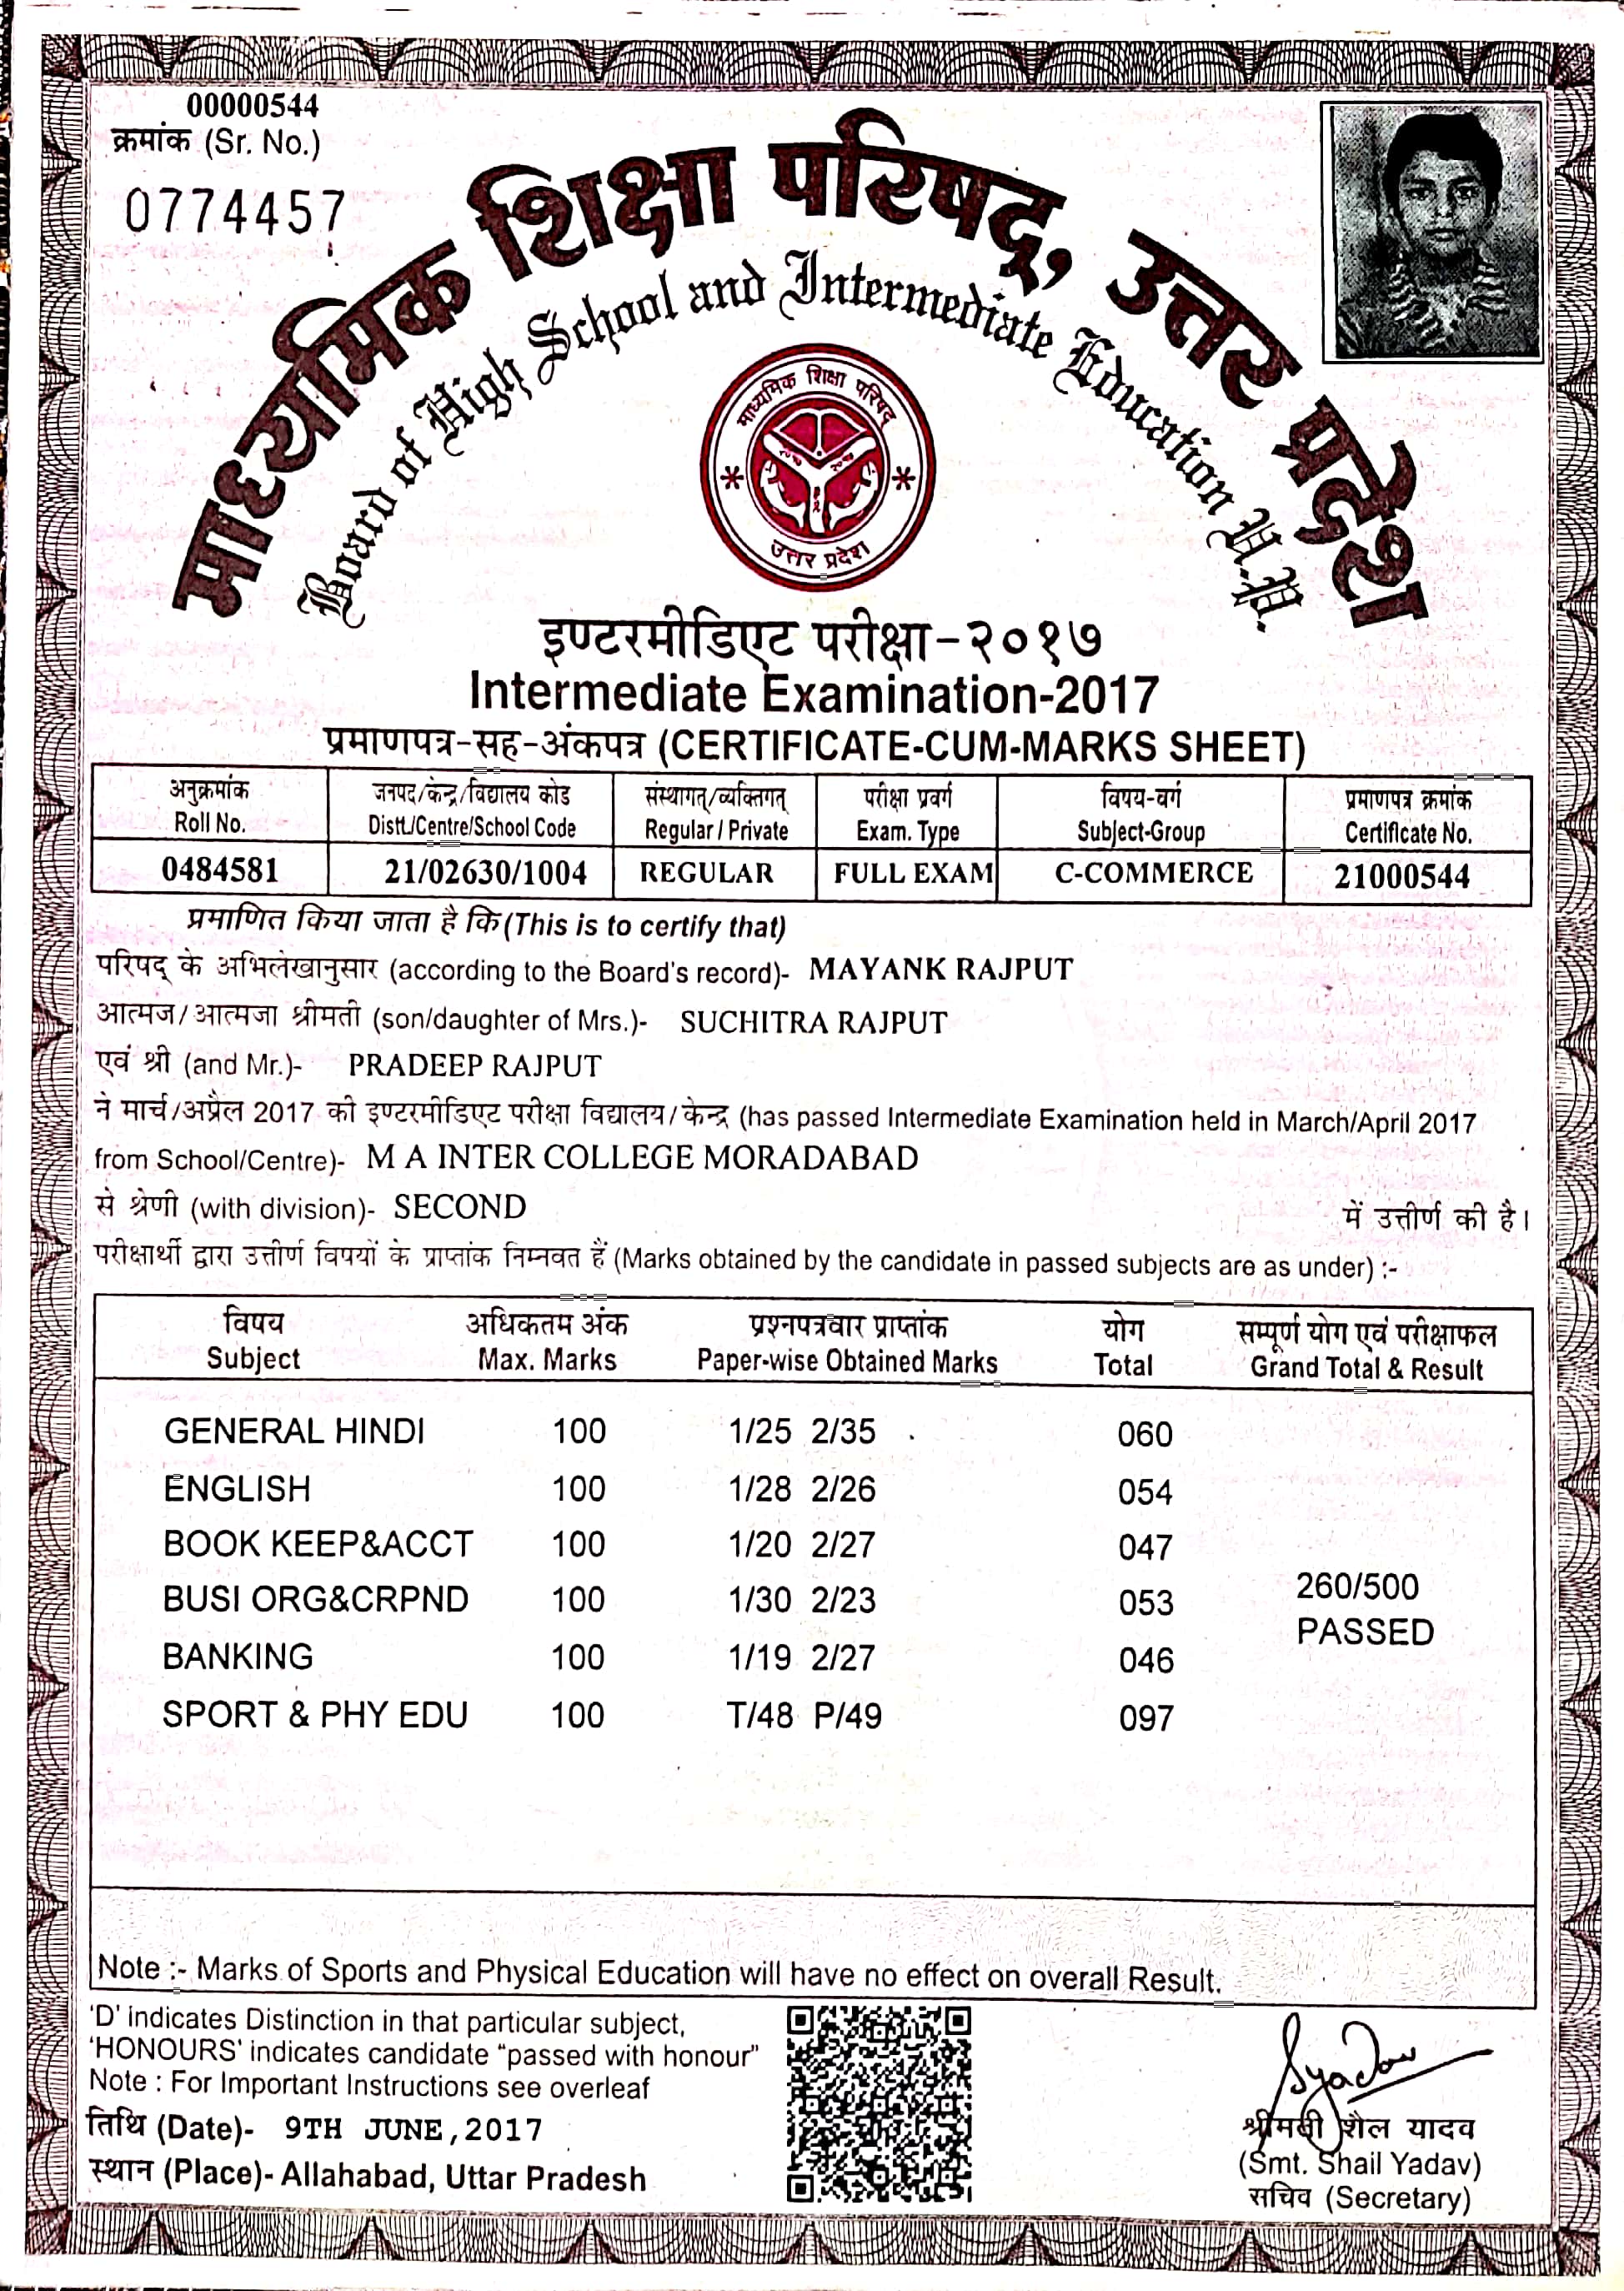 00000544
क्रमांक (Sr. No.)
0774457
माध्यमिक शिक्षा परिषद्, उत्तर प्रदेश
Board of High School and Intermediate Education U.P.
माध्यमिक शिक्षा परिषद
उत्तर प्रदेश
इण्टरमीडिएट परीक्षा-२०१७
Intermediate Examination-2017
प्रमाणपत्र-सह-अंकपत्र (CERTIFICATE-CUM-MARKS SHEET)
अनुक्रमांक जनपद/केन्द्र/विद्यालय कोड संस्थागत्/व्यक्तिगत् परीक्षा प्रवर्ग विषय-वर्ग प्रमाणपत्र क्रमांक
Roll No. Distt./Centre/School Code Regular / Private Exam. Type Subject-Group Certificate No.
0484581 21/02630/1004 REGULAR FULL EXAM C-COMMERCE 21000544
प्रमाणित किया जाता है कि (This is to certify that)
परिषद् के अभिलेखानुसार (according to the Board's record)- MAYANK RAJPUT
आत्मज/आत्मजा श्रीमती (son/daughter of Mrs.)- SUCHITRA RAJPUT
एवं श्री (and Mr.)- PRADEEP RAJPUT
ने मार्च/अप्रैल 2017 की इण्टरमीडिएट परीक्षा विद्यालय/केन्द्र (has passed Intermediate Examination held in March/April 2017
from School/Centre)- M A INTER COLLEGE MORADABAD
से श्रेणी (with division)- SECOND में उत्तीर्ण की है।
परीक्षार्थी द्वारा उत्तीर्ण विषयों के प्राप्तांक निम्नवत हैं (Marks obtained by the candidate in passed subjects are as under) :-
विषय अधिकतम अंक प्रश्नपत्रवार प्राप्तांक योग सम्पूर्ण योग एवं परीक्षाफल
Subject Max. Marks Paper-wise Obtained Marks Total Grand Total & Result
GENERAL HINDI 100 1/25 2/35 060
ENGLISH 100 1/28 2/26 054
BOOK KEEP&ACCT 100 1/20 2/27 047
BUSI ORG&CRPND 100 1/30 2/23 053 260/500
PASSED
BANKING 100 1/19 2/27 046
SPORT & PHY EDU 100 T/48 P/49 097
Note :- Marks of Sports and Physical Education will have no effect on overall Result.
'D' indicates Distinction in that particular subject,
'HONOURS' indicates candidate "passed with honour"
Note : For Important Instructions see overleaf
तिथि (Date)- 9TH JUNE,2017
स्थान (Place)- Allahabad, Uttar Pradesh
Syadav
श्रीमती शैल यादव
(Smt. Shail Yadav)
सचिव (Secretary)